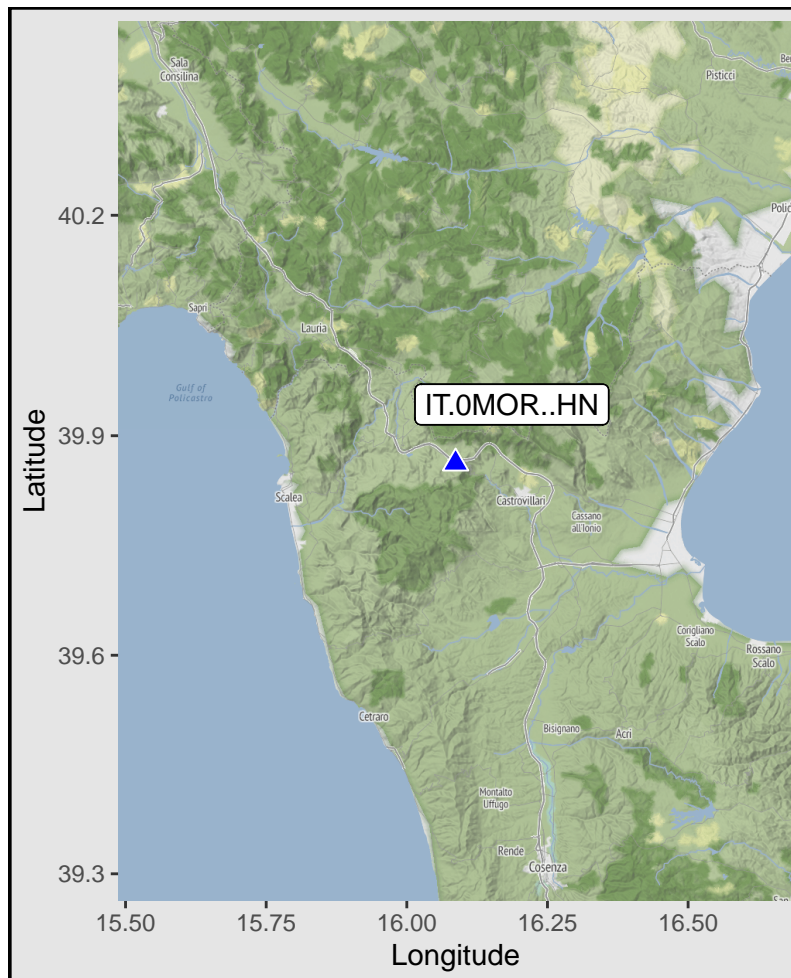 Sala
Consilina
Pisticci
40.2
Sapri
Lauria
Gulf of
Policastro
IT.0MOR..HN
39.9
Latitude
Scalea
Castrovillari
Cassano
all'Ionio
Corigliano
Scalo
Rossano
Scalo
39.6
Cetraro
Bisignano
Acri
Montalto
Uffugo
Rende
Cosenza
39.3
15.50
15.75
16.00
16.25
16.50
Longitude